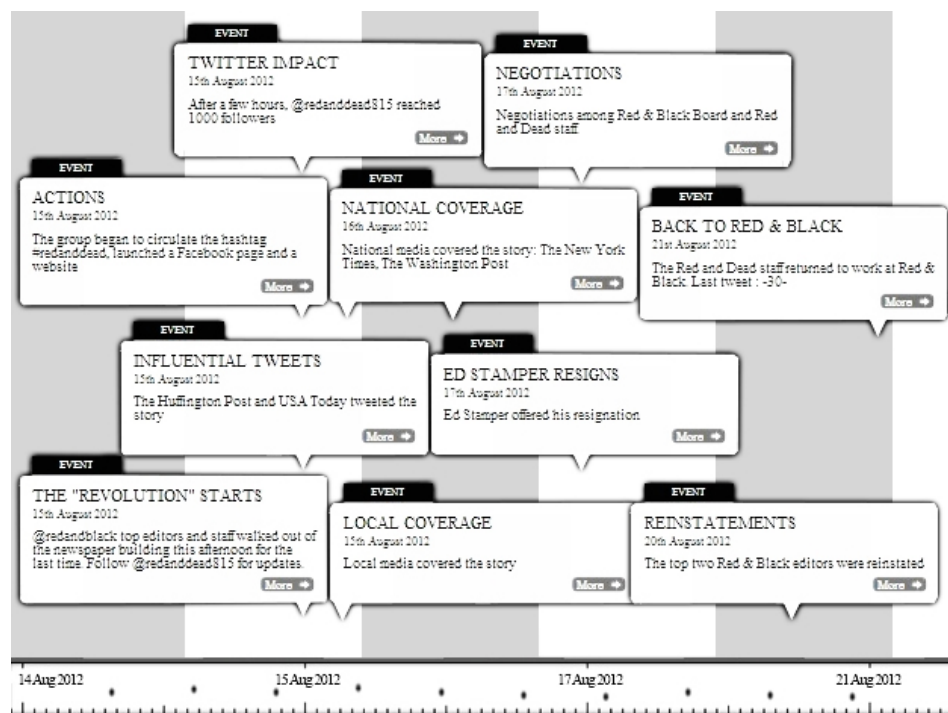 EVENT
TWITTER IMPACT
15th August 2012
After a few hours, @redanddead815 reached
1000 followers
More
EVENT
NEGOTIATIONS
17th August 2012
Negotiations among Red & Black Board and Red
and Dead staff
More
EVENT
ACTIONS
15th August 2012
The group began to circulate the hashtag
#redanddead, launched a Facebook page and a
website
More
EVENT
NATIONAL COVERAGE
16th August 2012
National media covered the story: The New York
Times, The Washington Post
More
EVENT
BACK TO RED & BLACK
21st August 2012
The Red and Dead staff returned to work at Red &
Black. Last tweet : -30-
More
EVENT
INFLUENTIAL TWEETS
15th August 2012
The Huffington Post and USA Today tweeted the
story
More
EVENT
ED STAMPER RESIGNS
17th August 2012
Ed Stamper offered his resignation
More
EVENT
THE "REVOLUTION" STARTS
15th August 2012
@redandblack top editors and staff walked out of
the newspaper building this afternoon for the
last time. Follow @redanddead815 for updates.
More
EVENT
LOCAL COVERAGE
15th August 2012
Local media covered the story
More
EVENT
REINSTATEMENTS
20th August 2012
The top two Red & Black editors were reinstated
More
14 Aug 2012
15 Aug 2012
17 Aug 2012
21 Aug 2012